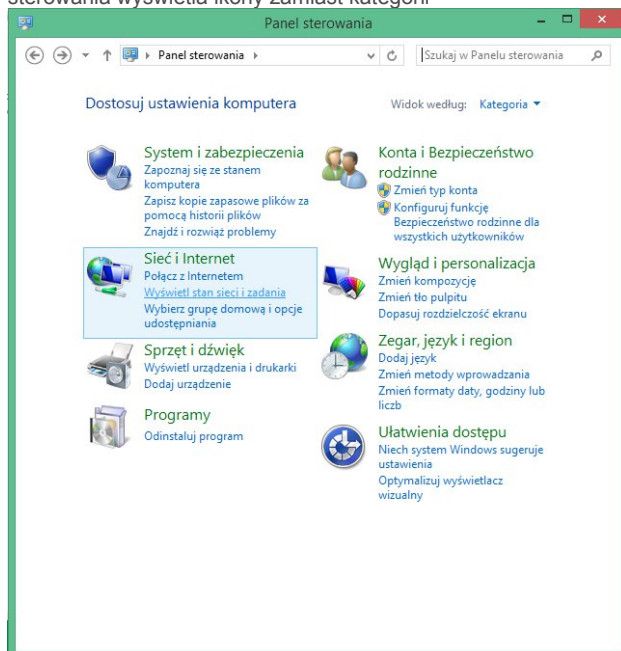 sterowania wyświetla ikony zamiast kategorii
Panel sterowania
Panel sterowania
Szukaj w Panelu sterowania
Dostosuj ustawienia komputera
Widok według: Kategoria
System i zabezpieczenia
Zapoznaj się ze stanem
komputera
Zapisz kopie zapasowe plików za
pomocą historii plików
Znajdź i rozwiąż problemy
Sieć i Internet
Połącz z Internetem
Wyświetl stan sieci i zadania
Wybierz grupę domową i opcje
udostępniania
Sprzęt i dźwięk
Wyświetl urządzenia i drukarki
Dodaj urządzenie
Programy
Odinstaluj program
Konta i Bezpieczeństwo
rodzinne
Zmień typ konta
Konfiguruj funkcję
Bezpieczeństwo rodzinne dla
wszystkich użytkowników
Wygląd i personalizacja
Zmień kompozycję
Zmień tło pulpitu
Dopasuj rozdzielczość ekranu
Zegar, język i region
Dodaj język
Zmień metody wprowadzania
Zmień formaty daty, godziny lub
liczb
Ułatwienia dostępu
Niech system Windows sugeruje
ustawienia
Optymalizuj wyświetlacz
wizualny